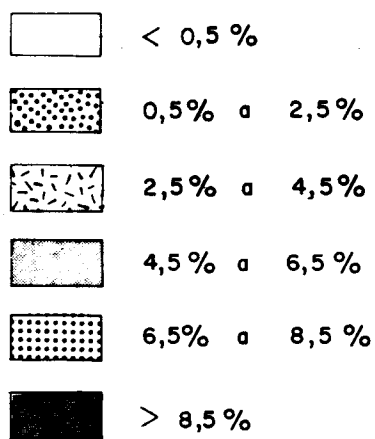 < 0,5 %
0,5% a 2,5%
2,5% a 4,5%
4,5 % a 6,5 %
6,5% a 8,5 %
> 8,5 %